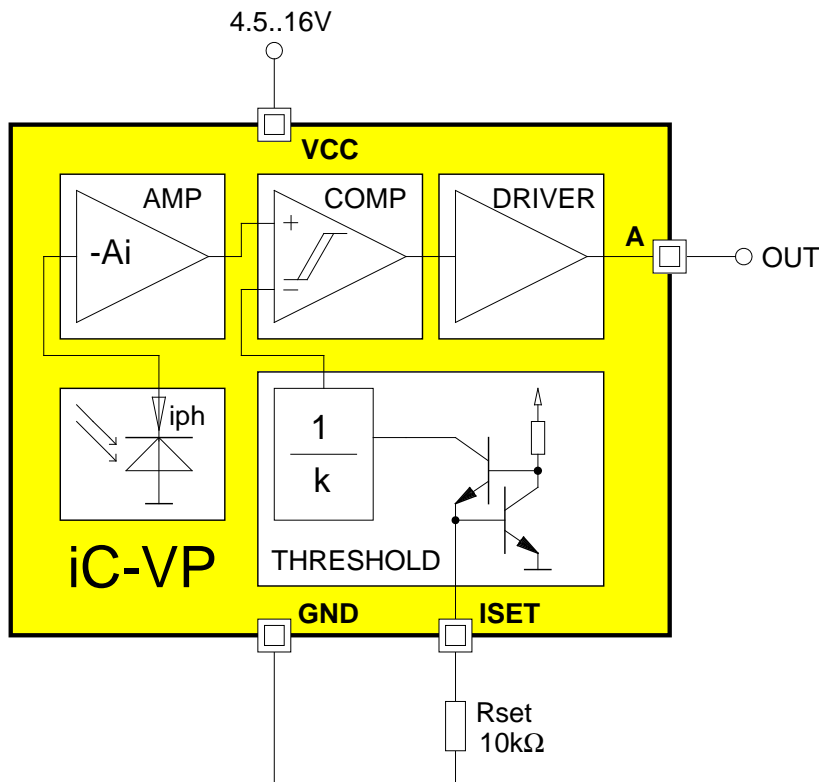 4.5..16V
VCC
AMP
COMP
DRIVER
-Ai
+
−
A
OUT
iph
1
k
iC-VP
THRESHOLD
GND
ISET
Rset
10kΩ